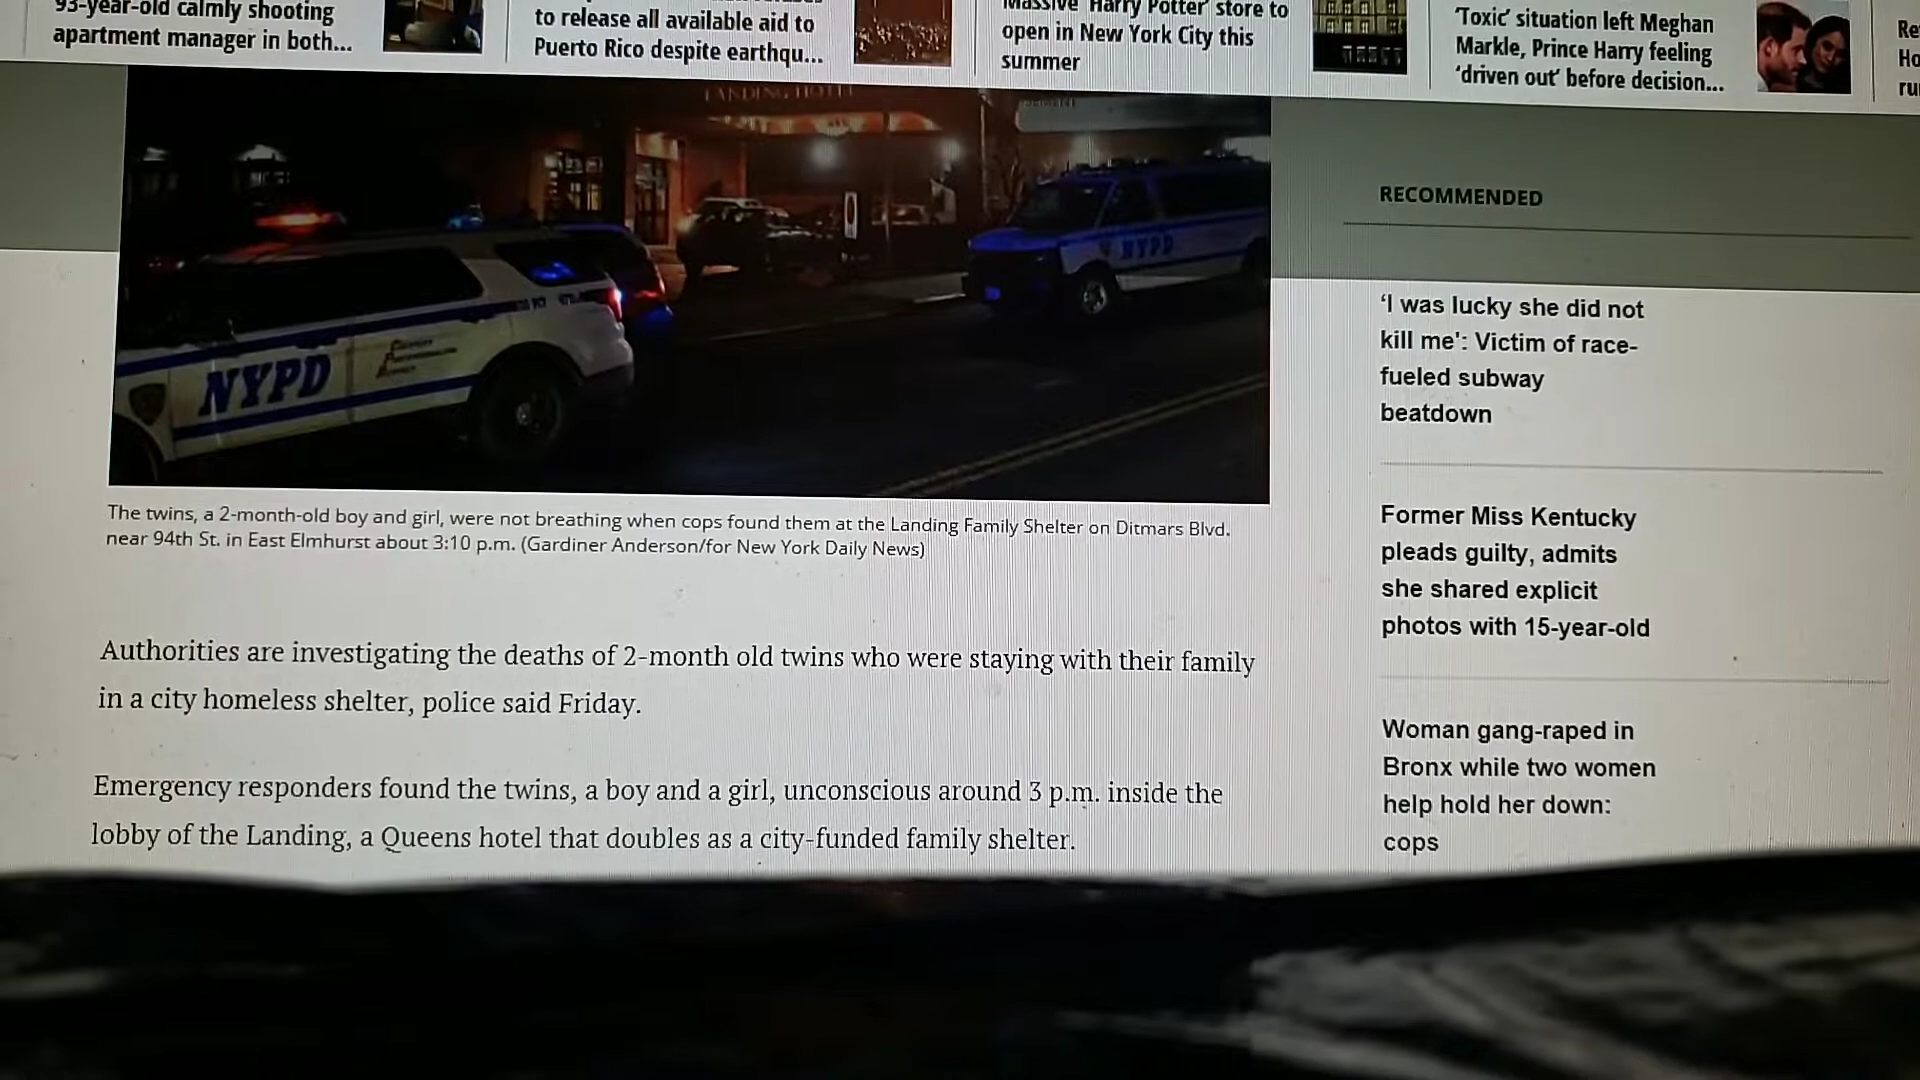 93-year-old calmly shooting
apartment manager in both...
to release all available aid to
Puerto Rico despite earthqu...
Massive 'Harry Potter' store to
open in New York City this
summer
'Toxic' situation left Meghan
Markle, Prince Harry feeling
'driven out' before decision...
LANDING HOTEL
NYPD
NYPD
RECOMMENDED
'I was lucky she did not
kill me': Victim of race-
fueled subway
beatdown
Former Miss Kentucky
pleads guilty, admits
she shared explicit
photos with 15-year-old
Woman gang-raped in
Bronx while two women
help hold her down:
cops
The twins, a 2-month-old boy and girl, were not breathing when cops found them at the Landing Family Shelter on Ditmars Blvd.
near 94th St. in East Elmhurst about 3:10 p.m. (Gardiner Anderson/for New York Daily News)
Authorities are investigating the deaths of 2-month old twins who were staying with their family
in a city homeless shelter, police said Friday.
Emergency responders found the twins, a boy and a girl, unconscious around 3 p.m. inside the
lobby of the Landing, a Queens hotel that doubles as a city-funded family shelter.